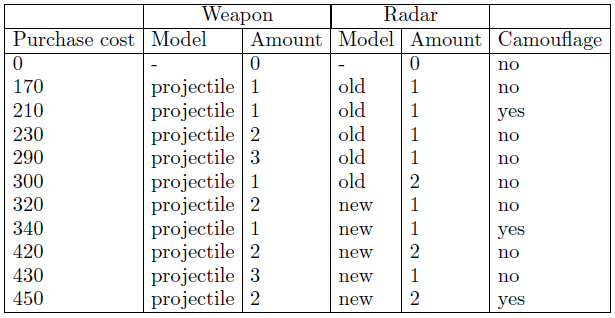 Weapon Radar
Purchase cost Model Amount Model Amount Camouflage
0 - 0 - 0 no
170 projectile 1 old 1 no
210 projectile 1 old 1 yes
230 projectile 2 old 1 no
290 projectile 3 old 1 no
300 projectile 1 old 2 no
320 projectile 2 new 1 no
340 projectile 1 new 1 yes
420 projectile 2 new 2 no
430 projectile 3 new 1 no
450 projectile 2 new 2 yes